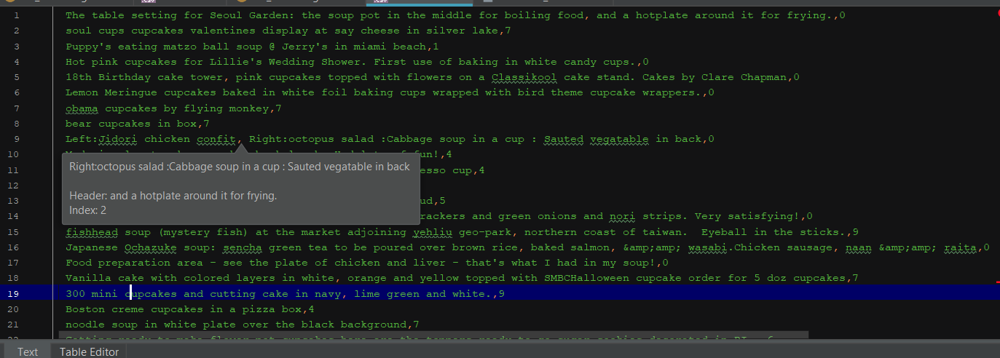 1 The table setting for Seoul Garden: the soup pot in the middle for boiling food, and a hotplate around it for frying.,0
2 soul cups cupcakes valentines display at say cheese in silver lake,7
3 Puppy's eating matzo ball soup @ Jerry's in miami beach,1
4 Hot pink cupcakes for Lillie's Wedding Shower. First use of baking in white candy cups.,0
5 18th Birthday cake tower, pink cupcakes topped with flowers on a Classikool cake stand. Cakes by Clare Chapman,0
6 Lemon Meringue cupcakes baked in white foil baking cups wrapped with bird theme cupcake wrappers.,0
7 obama cupcakes by flying monkey,7
8 bear cupcakes in box,7
9 Left:Jidori chicken confit, Right:octopus salad :Cabbage soup in a cup : Sauted vegatable in back,0
10 fun!,4
Right:octopus salad :Cabbage soup in a cup : Sauted vegatable in back
11 esso cup,4
12
Header: and a hotplate around it for frying.
13 ud,5
Index: 2
14 rackers and green onions and nori strips. Very satisfying!,0
15 fishhead soup (mystery fish) at the market adjoining yehliu geo-park, northern coast of taiwan.  Eyeball in the sticks.,9
16 Japanese Ochazuke soup: sencha green tea to be poured over brown rice, baked salmon, &amp;amp; wasabi.Chicken sausage, naan &amp;amp; raita,0
17 Food preparation area - see the plate of chicken and liver - that's what I had in my soup!,0
18 Vanilla cake with colored layers in white, orange and yellow topped with SMBCHalloween cupcake order for 5 doz cupcakes,7
19 300 mini cupcakes and cutting cake in navy, lime green and white.,9
20 Boston creme cupcakes in a pizza box,4
21 noodle soup in white plate over the black background,7
Text Table Editor